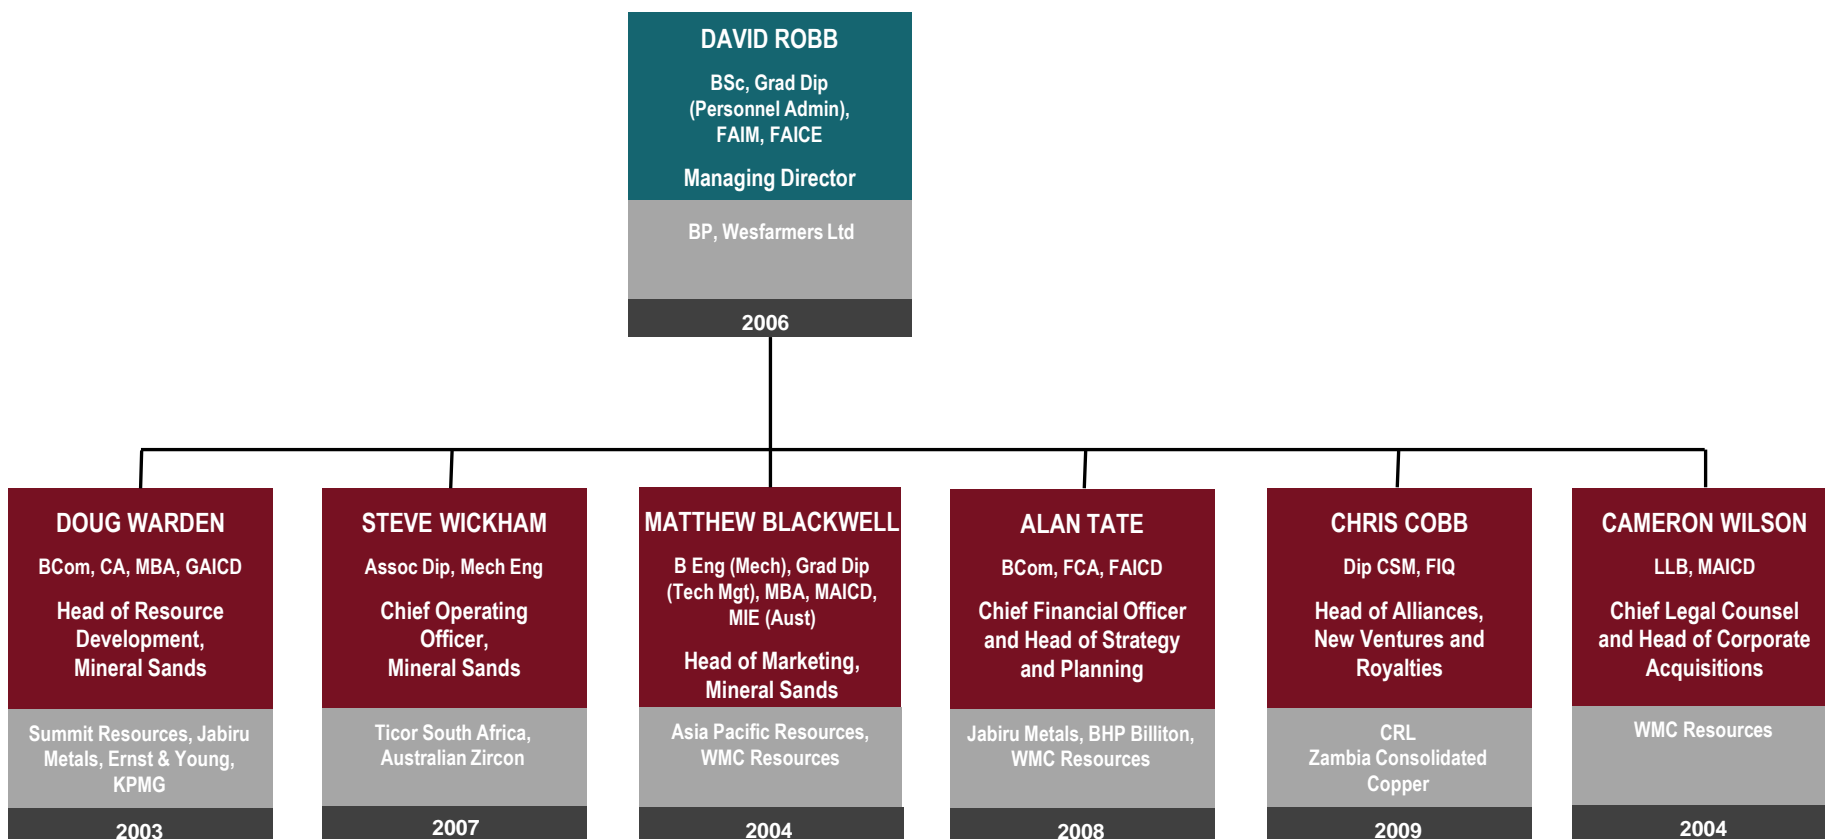 DAVID ROBB
BSc, Grad Dip
(Personnel Admin),
FAIM, FAICE
Managing Director
BP, Wesfarmers Ltd
2006
DOUG WARDEN
BCom, CA, MBA, GAICD
Head of Resource
Development,
Mineral Sands
Summit Resources, Jabiru
Metals, Ernst & Young,
KPMG
2003
STEVE WICKHAM
Assoc Dip, Mech Eng
Chief Operating
Officer,
Mineral Sands
Ticor South Africa,
Australian Zircon
2007
MATTHEW BLACKWELL
B Eng (Mech), Grad Dip
(Tech Mgt), MBA, MAICD,
MIE (Aust)
Head of Marketing,
Mineral Sands
Asia Pacific Resources,
WMC Resources
2004
ALAN TATE
BCom, FCA, FAICD
Chief Financial Officer
and Head of Strategy
and Planning
Jabiru Metals, BHP Billiton,
WMC Resources
2008
CHRIS COBB
Dip CSM, FIQ
Head of Alliances,
New Ventures and
Royalties
CRL
Zambia Consolidated
Copper
2009
CAMERON WILSON
LLB, MAICD
Chief Legal Counsel
and Head of Corporate
Acquisitions
WMC Resources
2004